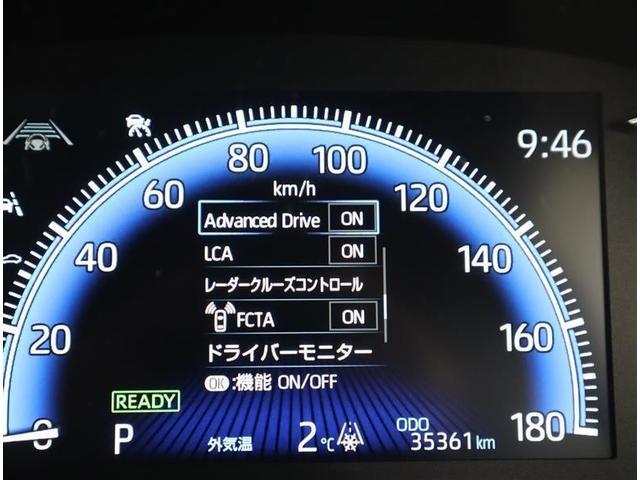 9:46
0 20 40 60 80 100 120 140 160 180
km/h
Advanced Drive ON
LCA ON
レーダークルーズコントロール
FCTA ON
ドライバーモニター
OK:機能 ON/OFF
READY
P
外気温 2℃
ODO
35361 km